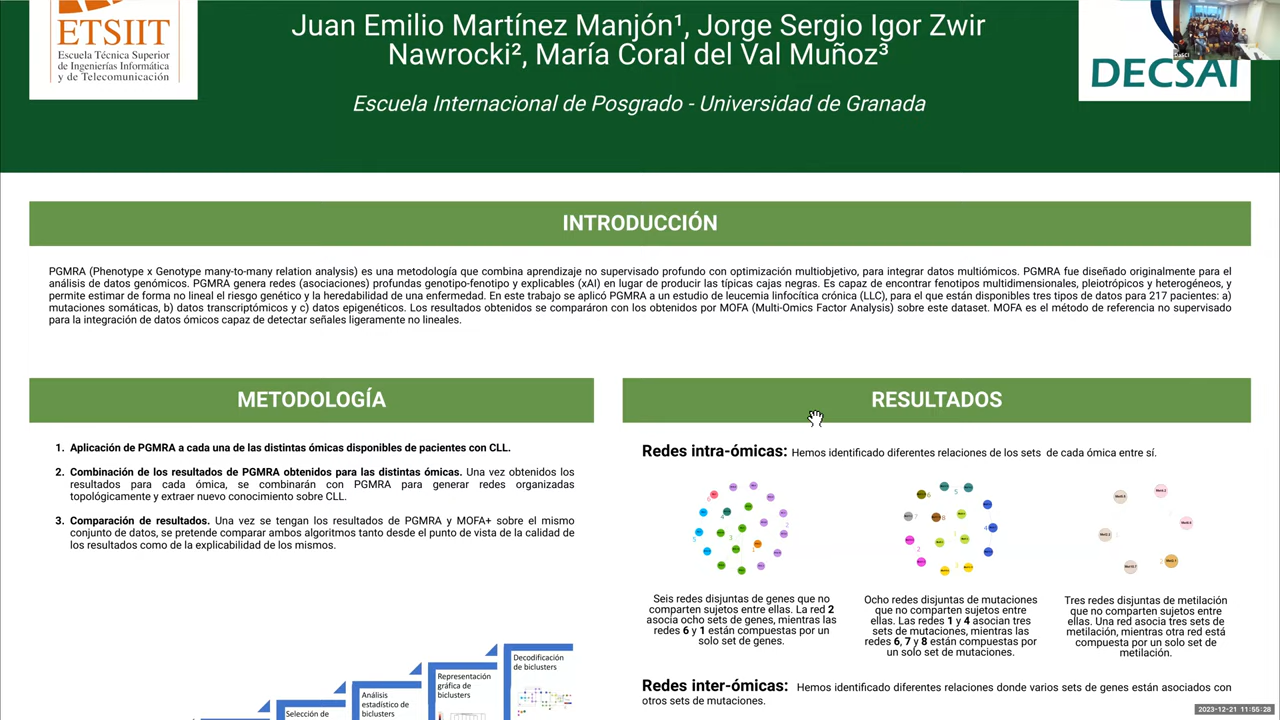 ETSIIT
Escuela Técnica Superior
de Ingenierías Informática
y de Telecomunicación
Juan Emilio Martínez Manjón¹, Jorge Sergio Igor Zwir
Nawrocki², María Coral del Val Muñoz³
Escuela Internacional de Posgrado - Universidad de Granada
DECSAI
INTRODUCCIÓN
PGMRA (Phenotype x Genotype many-to-many relation analysis) es una metodología que combina aprendizaje no supervisado profundo con optimización multiobjetivo, para integrar datos multiómicos. PGMRA fue diseñado originalmente para el
análisis de datos genómicos. PGMRA genera redes (asociaciones) profundas genotipo-fenotipo y explicables (xAI) en lugar de producir las típicas cajas negras. Es capaz de encontrar fenotipos multidimensionales, pleiotrópicos y heterogéneos, y
permite estimar de forma no lineal el riesgo genético y la heredabilidad de una enfermedad. En este trabajo se aplicó PGMRA a un estudio de leucemia linfocítica crónica (LLC), para el que están disponibles tres tipos de datos para 217 pacientes: a)
mutaciones somáticas, b) datos transcriptómicos y c) datos epigenéticos. Los resultados obtenidos se comparáron con los obtenidos por MOFA (Multi-Omics Factor Analysis) sobre este dataset. MOFA es el método de referencia no supervisado
para la integración de datos ómicos capaz de detectar señales ligeramente no lineales.
METODOLOGÍA
1. Aplicación de PGMRA a cada una de las distintas ómicas disponibles de pacientes con CLL.
2. Combinación de los resultados de PGMRA obtenidos para las distintas ómicas. Una vez obtenidos los
resultados para cada ómica, se combinarán con PGMRA para generar redes organizadas
topológicamente y extraer nuevo conocimiento sobre CLL.
3. Comparación de resultados. Una vez se tengan los resultados de PGMRA y MOFA+ sobre el mismo
conjunto de datos, se pretende comparar ambos algoritmos tanto desde el punto de vista de la calidad de
los resultados como de la explicabilidad de los mismos.
Selección de
Análisis
estadístico de
biclusters
Representación
gráfica de
biclusters
Decodificación
de biclusters
RESULTADOS
Redes intra-ómicas: Hemos identificado diferentes relaciones de los sets de cada ómica entre sí.
Seis redes disjuntas de genes que no
comparten sujetos entre ellas. La red 2
asocia ocho sets de genes, mientras las
redes 6 y 1 están compuestas por un
solo set de genes.
Ocho redes disjuntas de mutaciones
que no comparten sujetos entre
ellas. Las redes 1 y 4 asocian tres
sets de mutaciones, mientras las
redes 6, 7 y 8 están compuestas por
un solo set de mutaciones.
Tres redes disjuntas de metilación
que no comparten sujetos entre
ellas. Una red asocia tres sets de
metilación, mientras otra red está
compuesta por un solo set de
metilación.
Redes inter-ómicas: Hemos identificado diferentes relaciones donde varios sets de genes están asociados con
otros sets de mutaciones.
2023-12-21 11:55:28